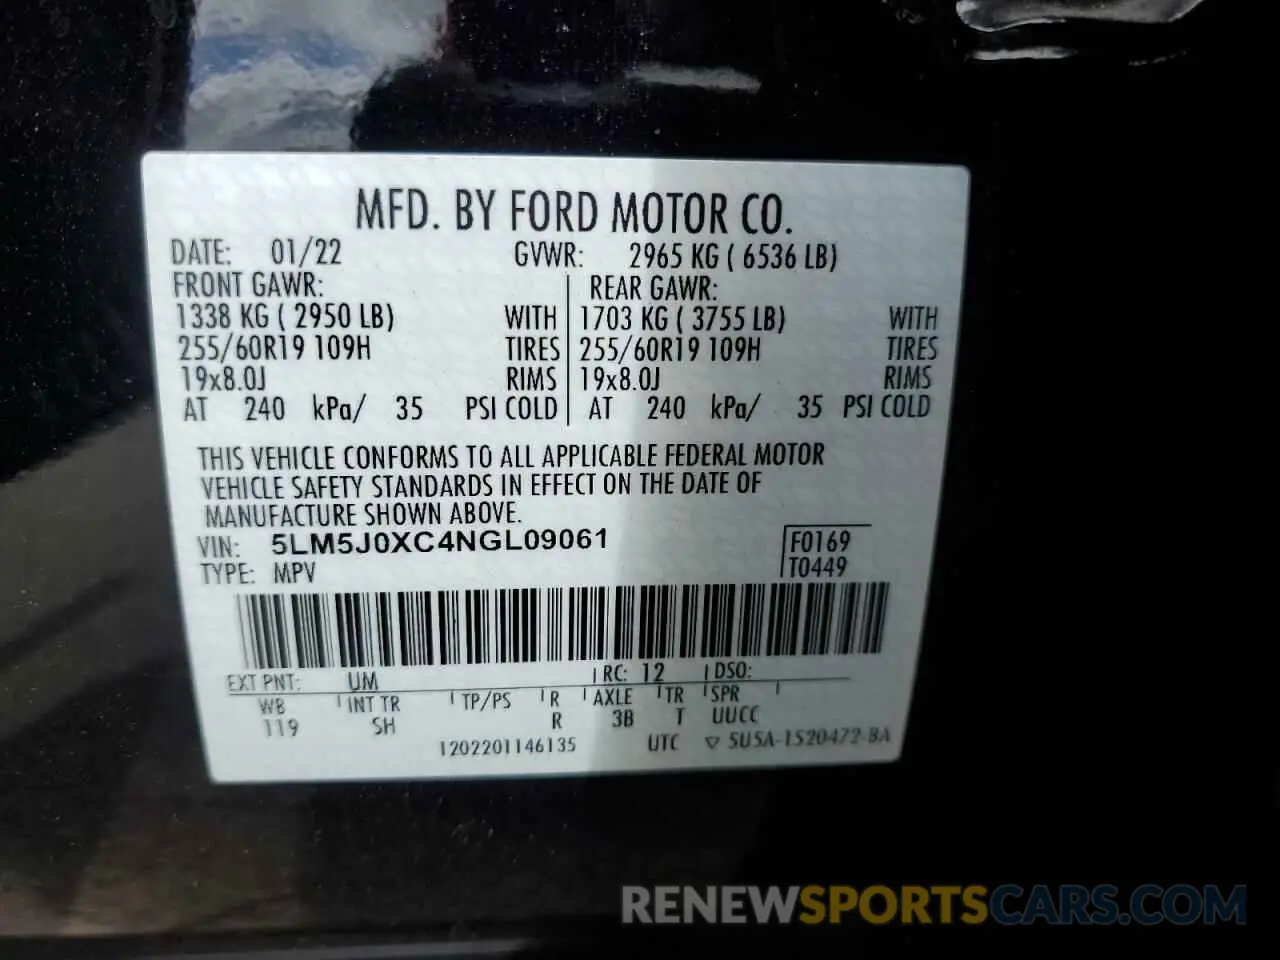 MFD. BY FORD MOTOR CO.
DATE: 01/22 GVWR: 2965 KG ( 6536 LB)
FRONT GAWR: REAR GAWR:
1338 KG ( 2950 LB) WITH 1703 KG ( 3755 LB) WITH
255/60R19 109H TIRES 255/60R19 109H TIRES
19x8.0J RIMS 19x8.0J RIMS
AT 240 kPa/ 35 PSI COLD AT 240 kPa/ 35 PSI COLD
THIS VEHICLE CONFORMS TO ALL APPLICABLE FEDERAL MOTOR
VEHICLE SAFETY STANDARDS IN EFFECT ON THE DATE OF
MANUFACTURE SHOWN ABOVE.
VIN: 5LM5J0XC4NGL09061 F0169
TYPE: MPV T0449
EXT PNT: UM RC: 12 DSO:
WB INT TR TP/PS R AXLE TR SPR
119 SH R 3B T UUCC
1202201146135 UTC ▽ 5U5A-1520472-BA
RENEWSPORTSCARS.COM